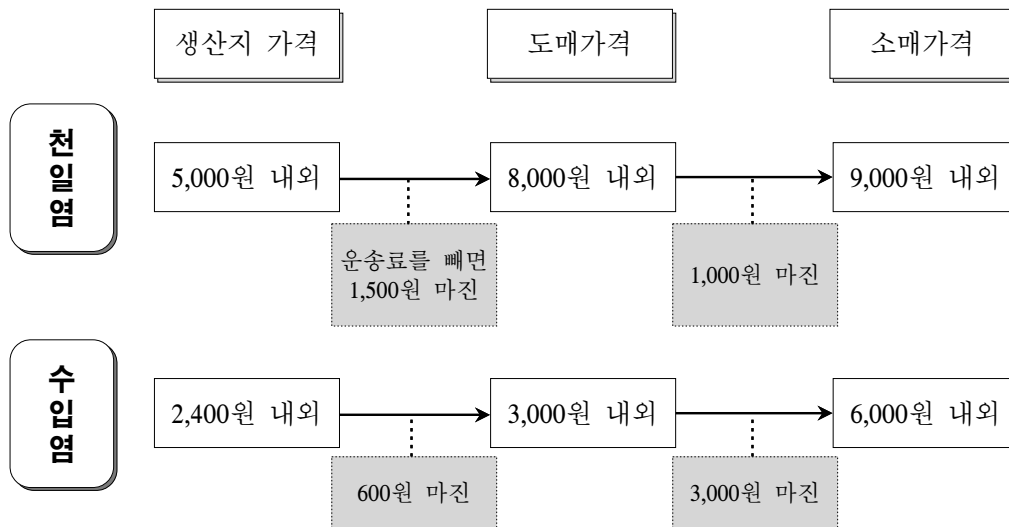 생산지 가격
도매가격
소매가격
천일염
5,000원 내외
8,000원 내외
9,000원 내외
운송료를 빼면
1,500원 마진
1,000원 마진
수입염
2,400원 내외
3,000원 내외
6,000원 내외
600원 마진
3,000원 마진